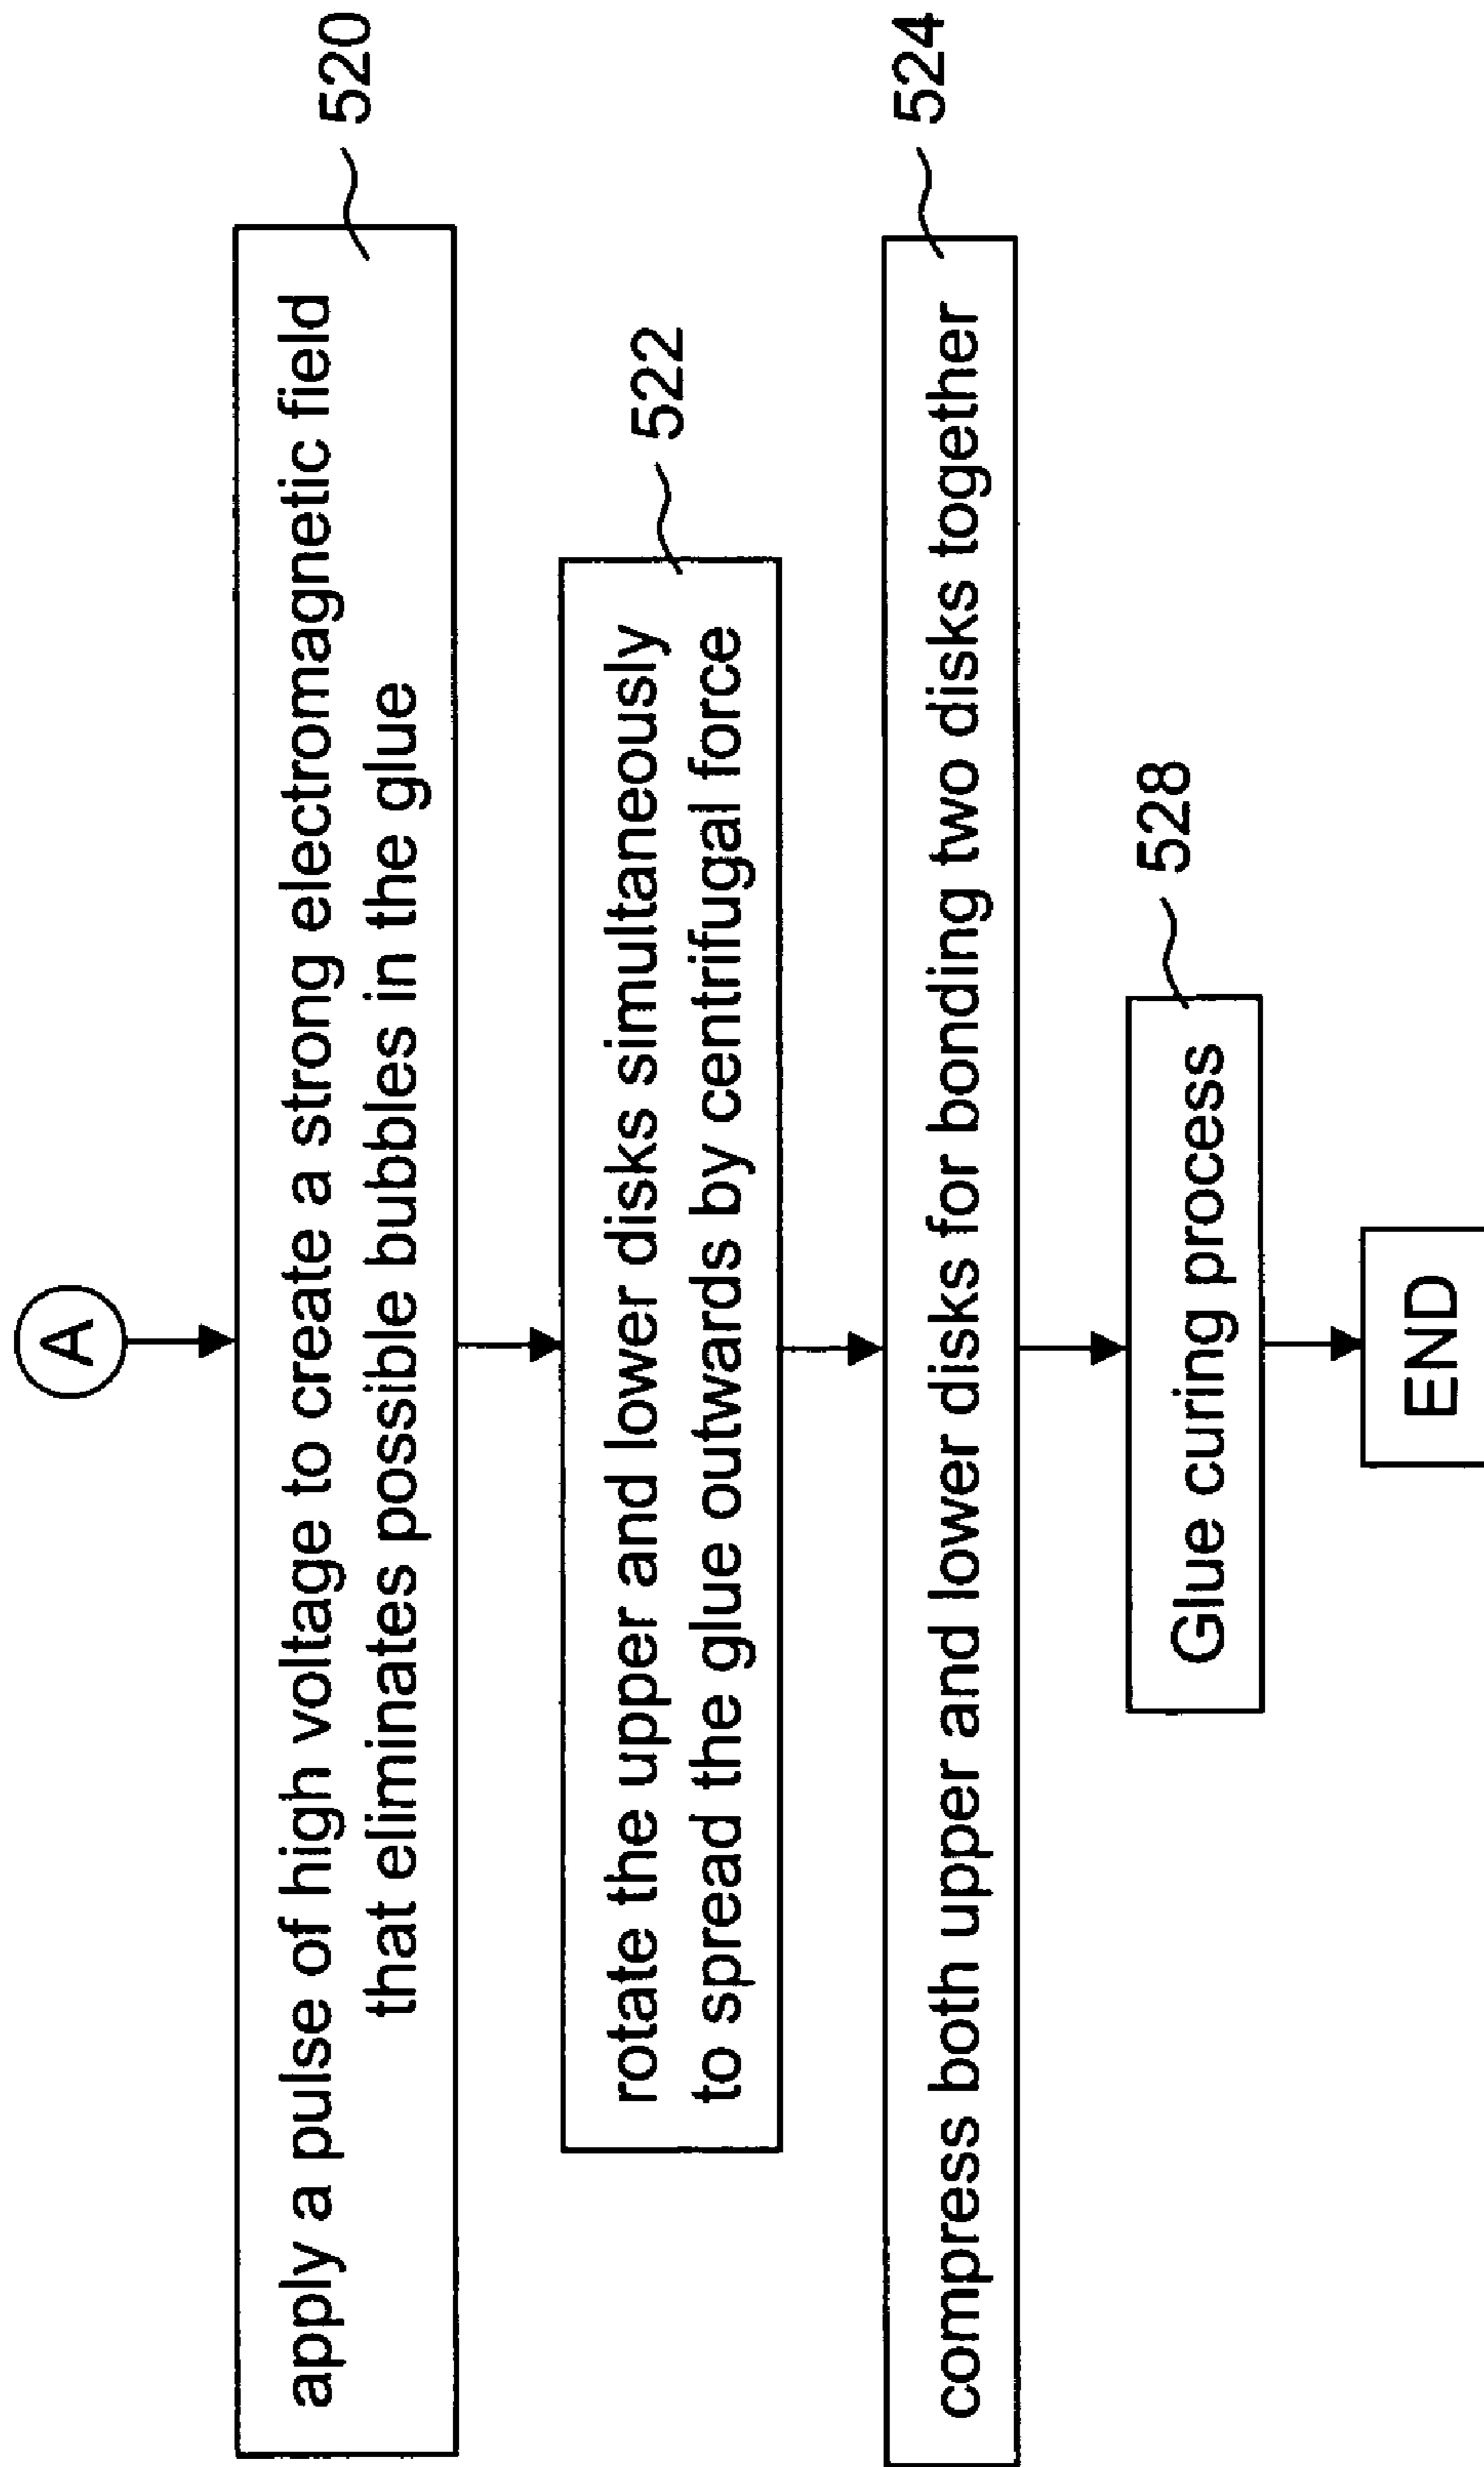 A
apply a pulse of high voltage to create a strong electromagnetic field
that eliminates possible bubbles in the glue
520
rotate the upper and lower disks simultaneously
to spread the glue outwards by centrifugal force
522
compress both upper and lower disks for bonding two disks together
524
Glue curing process
528
END